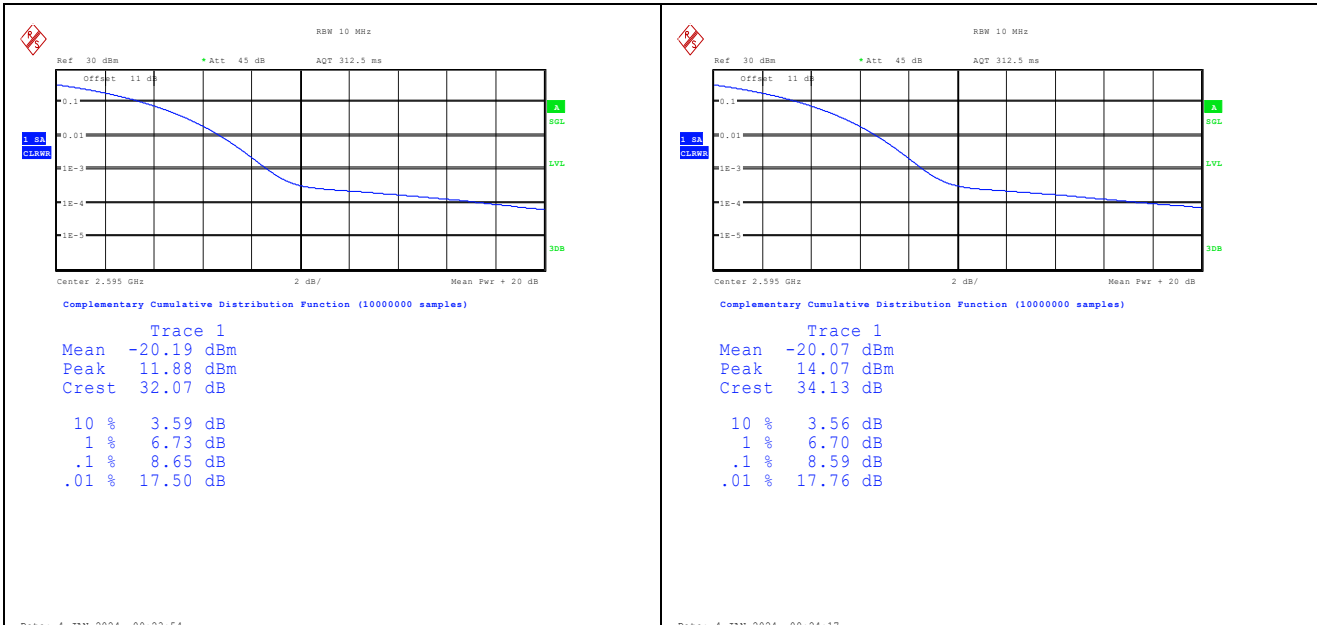 R S
RBW 10 MHz
Ref 30 dBm * Att 45 dB AQT 312.5 ms
Offset 11 dB
0.1
0.01
1E-3
1E-4
1E-5
1 SA
CLRWR
A
SGL
LVL
3DB
Center 2.595 GHz 2 dB/ Mean Pwr + 20 dB
Complementary Cumulative Distribution Function (10000000 samples)
Trace 1
Mean -20.19 dBm
Peak 11.88 dBm
Crest 32.07 dB
10 % 3.59 dB
1 % 6.73 dB
.1 % 8.65 dB
.01 % 17.50 dB
R S
RBW 10 MHz
Ref 30 dBm * Att 45 dB AQT 312.5 ms
Offset 11 dB
0.1
0.01
1E-3
1E-4
1E-5
1 SA
CLRWR
A
SGL
LVL
3DB
Center 2.595 GHz 2 dB/ Mean Pwr + 20 dB
Complementary Cumulative Distribution Function (10000000 samples)
Trace 1
Mean -20.07 dBm
Peak 14.07 dBm
Crest 34.13 dB
10 % 3.56 dB
1 % 6.70 dB
.1 % 8.59 dB
.01 % 17.76 dB